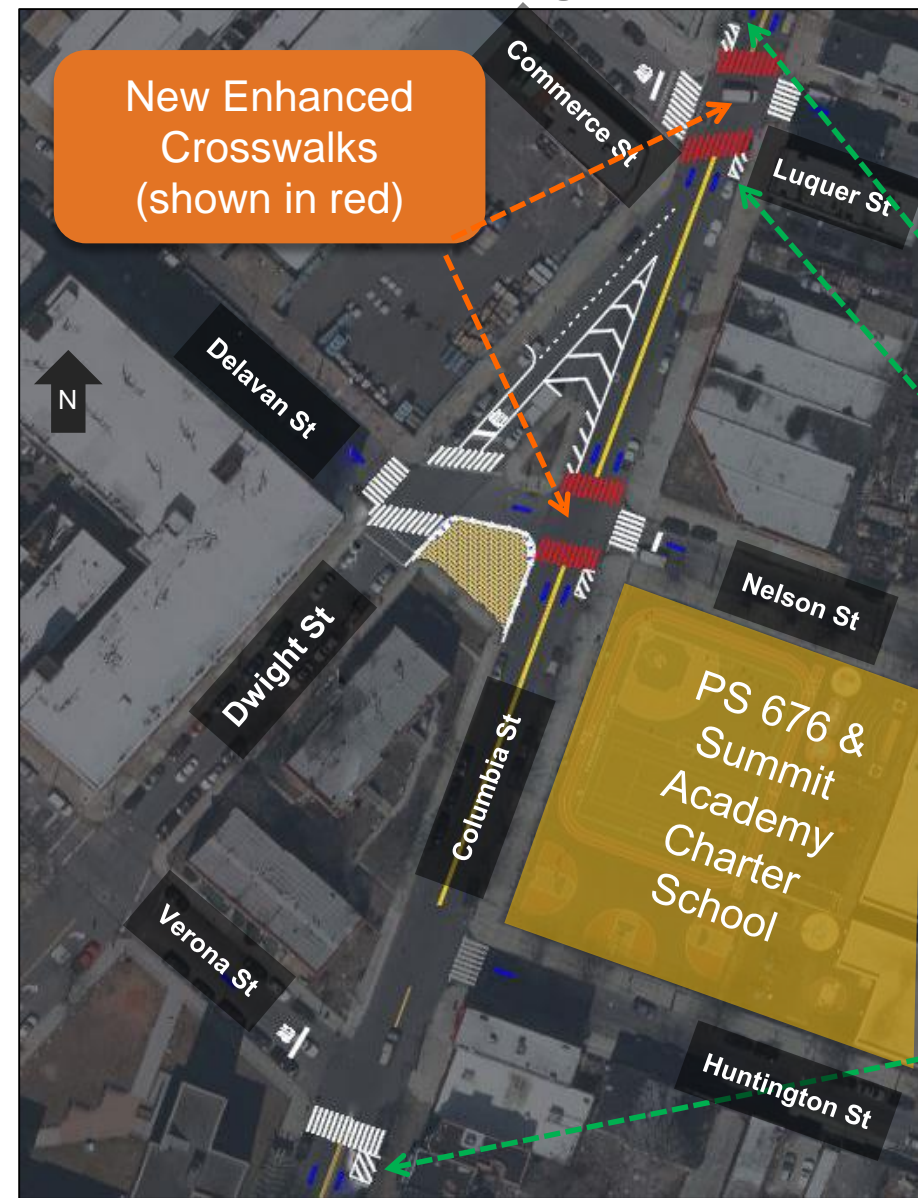 New Enhanced
Crosswalks
(shown in red)
Commerce St
Luquer St
Delavan St
N
Nelson St
Dwight St
PS 676 &
Summit
Academy
Charter
School
Columbia St
Verona St
Huntington St